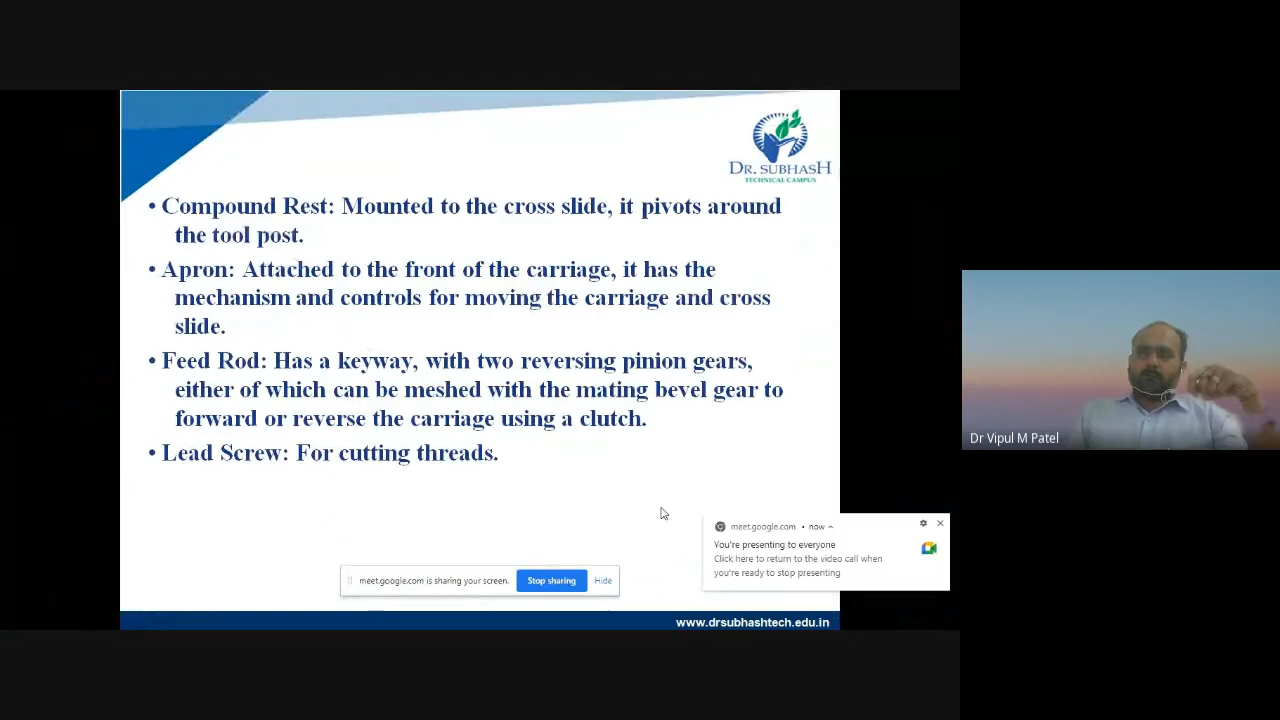 DR. SUBHASH
TECHNICAL CAMPUS
• Compound Rest: Mounted to the cross slide, it pivots around
the tool post.
• Apron: Attached to the front of the carriage, it has the
mechanism and controls for moving the carriage and cross
slide.
• Feed Rod: Has a keyway, with two reversing pinion gears,
either of which can be meshed with the mating bevel gear to
forward or reverse the carriage using a clutch.
• Lead Screw: For cutting threads.
Dr Vipul M Patel
meet.google.com • now
You're presenting to everyone
Click here to return to the video call when
you're ready to stop presenting
meet.google.com is sharing your screen.
Stop sharing
Hide
www.drsubhashtech.edu.in